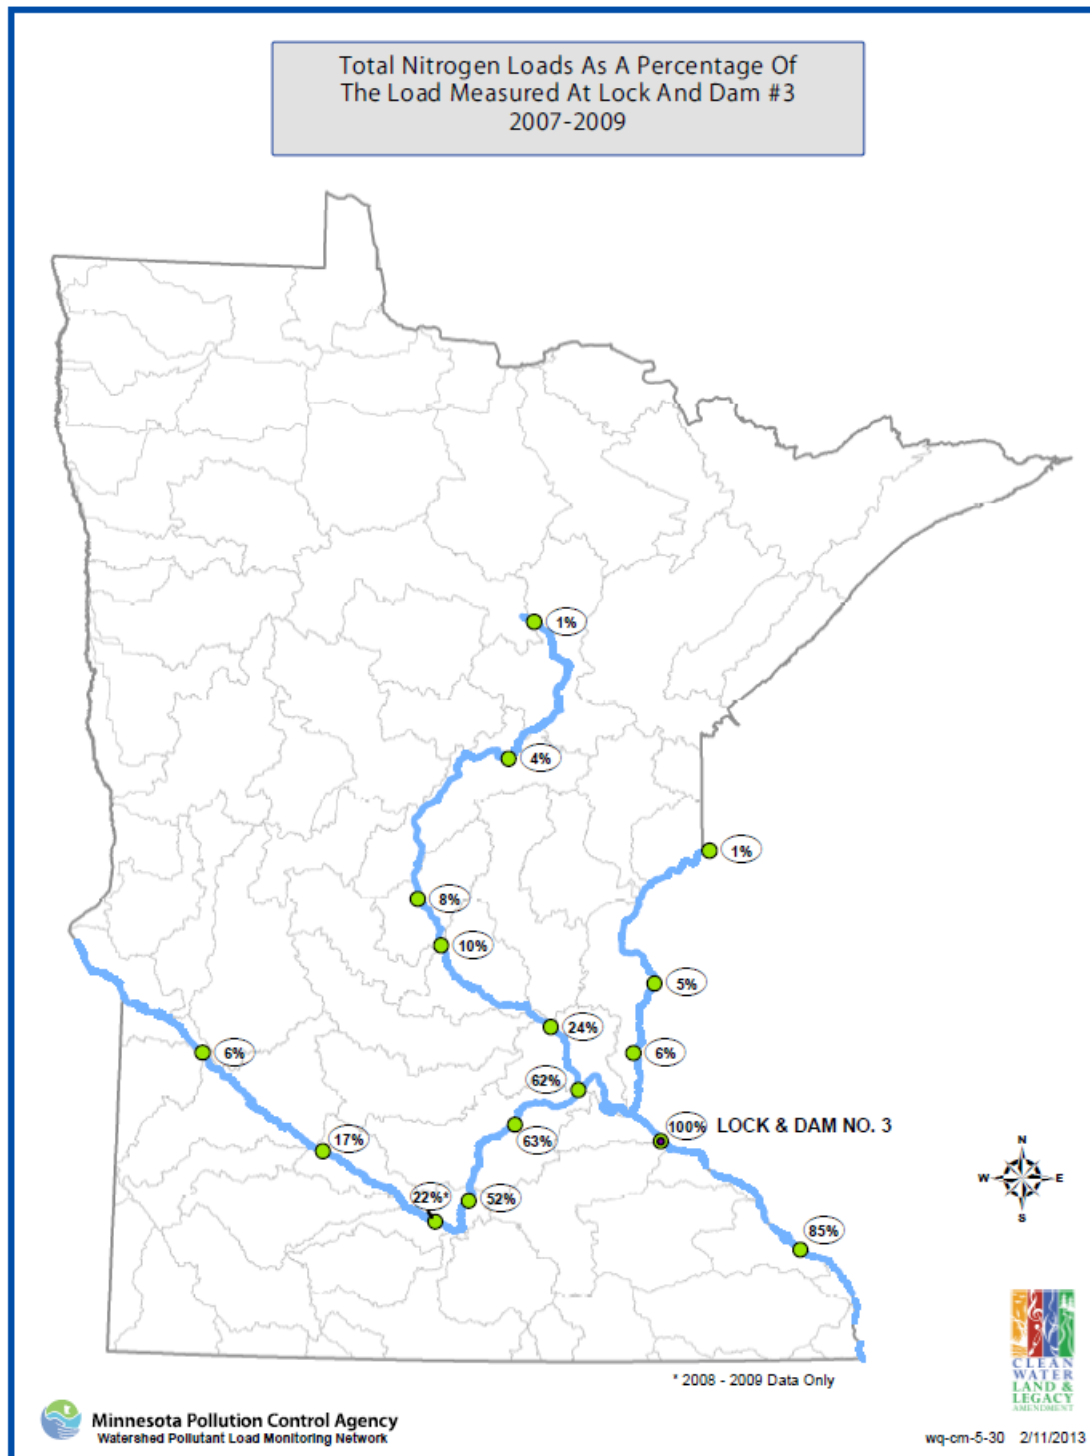 Total Nitrogen Loads As A Percentage Of
The Load Measured At Lock And Dam #3
2007-2009
1%
4%
1%
8%
10%
5%
24%
6%
6%
62%
100% LOCK & DAM NO. 3
63%
17%
N
W E
S
22%*
52%
85%
* 2008 - 2009 Data Only
CLEAN
WATER
LAND &
LEGACY
AMENDMENT
Minnesota Pollution Control Agency
Watershed Pollutant Load Monitoring Network
wq-cm-5-30 2/11/2013